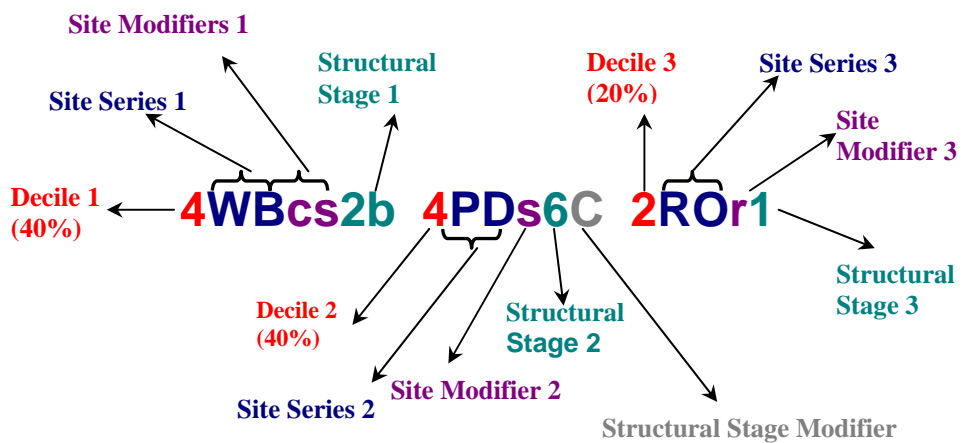 Site Modifiers 1
Structural
Stage 1
Decile 3
(20%)
Site Series 3
Site Series 1
Site
Modifier 3
Decile 1
(40%)
4WBcs2b 4PDs6C 2ROr1
Structural
Stage 3
Decile 2
(40%)
Structural
Stage 2
Site Modifier 2
Site Series 2
Structural Stage Modifier